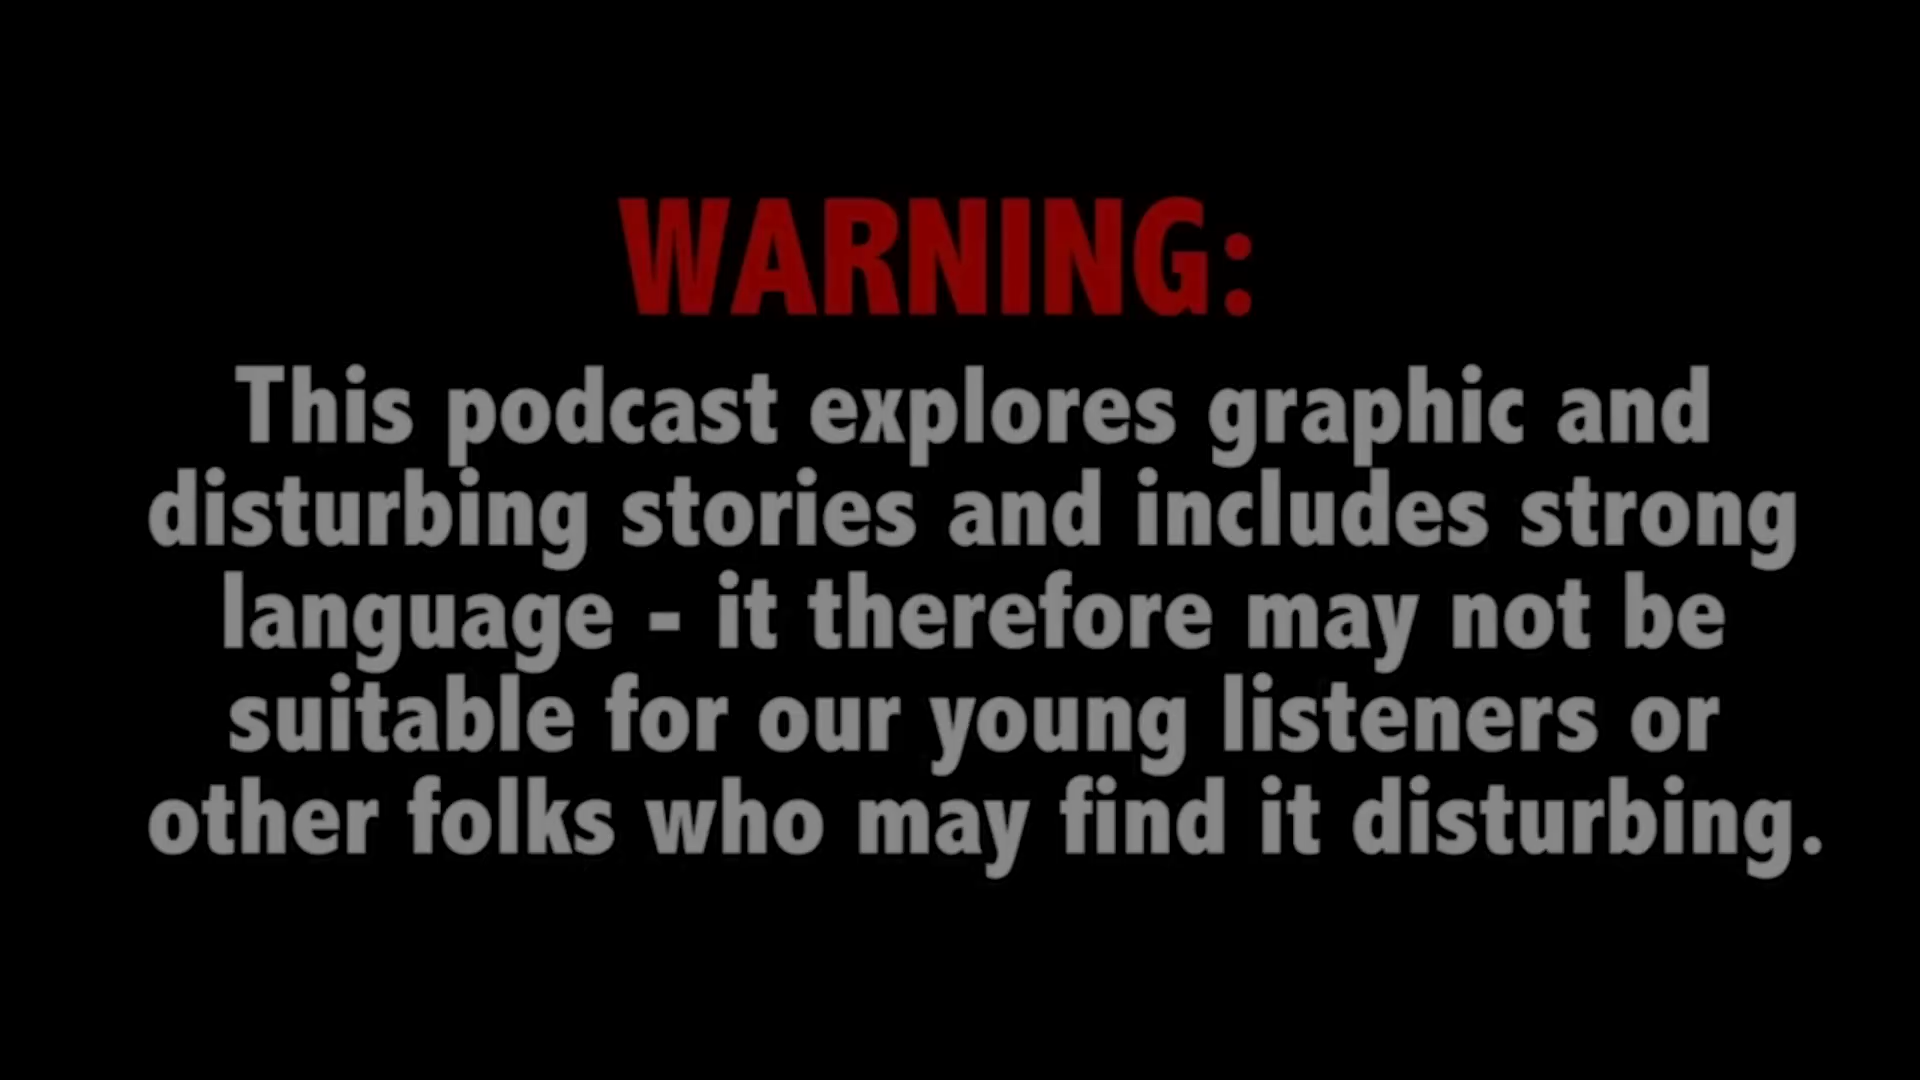 WARNING:
This podcast explores graphic and
disturbing stories and includes strong
language - it therefore may not be
suitable for our young listeners or
other folks who may find it disturbing.